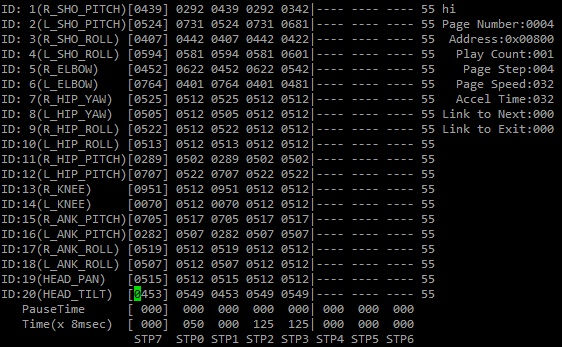 ID: 1(R_SHO_PITCH)[0439] 0292 0439 0292 0342|---- ---- ---- 55 hi
ID: 2(L_SHO_PITCH)[0524] 0731 0524 0731 0681|---- ---- ---- 55 Page Number:0004
ID: 3(R_SHO_ROLL) [0407] 0442 0407 0442 0422|---- ---- ---- 55 Address:0x00800
ID: 4(L_SHO_ROLL) [0594] 0581 0594 0581 0601|---- ---- ---- 55 Play Count:001
ID: 5(R_ELBOW) [0452] 0622 0452 0622 0542|---- ---- ---- 55 Page Step:004
ID: 6(L_ELBOW) [0764] 0401 0764 0401 0481|---- ---- ---- 55 Page Speed:032
ID: 7(R_HIP_YAW) [0525] 0512 0525 0512 0512|---- ---- ---- 55 Accel Time:032
ID: 8(L_HIP_YAW) [0505] 0512 0505 0512 0512|---- ---- ---- 55 Link to Next:000
ID: 9(R_HIP_ROLL) [0522] 0512 0522 0512 0512|---- ---- ---- 55 Link to Exit:000
ID:10(L_HIP_ROLL) [0513] 0512 0513 0512 0512|---- ---- ---- 55
ID:11(R_HIP_PITCH)[0289] 0502 0289 0502 0502|---- ---- ---- 55
ID:12(L_HIP_PITCH)[0707] 0522 0707 0522 0522|---- ---- ---- 55
ID:13(R_KNEE) [0951] 0512 0951 0512 0512|---- ---- ---- 55
ID:14(L_KNEE) [0070] 0512 0070 0512 0512|---- ---- ---- 55
ID:15(R_ANK_PITCH)[0705] 0517 0705 0517 0517|---- ---- ---- 55
ID:16(L_ANK_PITCH)[0282] 0507 0282 0507 0507|---- ---- ---- 55
ID:17(R_ANK_ROLL) [0519] 0512 0519 0512 0512|---- ---- ---- 55
ID:18(L_ANK_ROLL) [0507] 0512 0507 0512 0512|---- ---- ---- 55
ID:19(HEAD_PAN) [0515] 0512 0515 0512 0512|---- ---- ---- 55
ID:20(HEAD_TILT) [0453] 0549 0453 0549 0549|---- ---- ---- 55
PauseTime [ 000] 000 000 000 000| 000 000 000
Time(x 8msec) [ 000] 050 000 125 125| 000 000 000
STP7 STP0 STP1 STP2 STP3 STP4 STP5 STP6